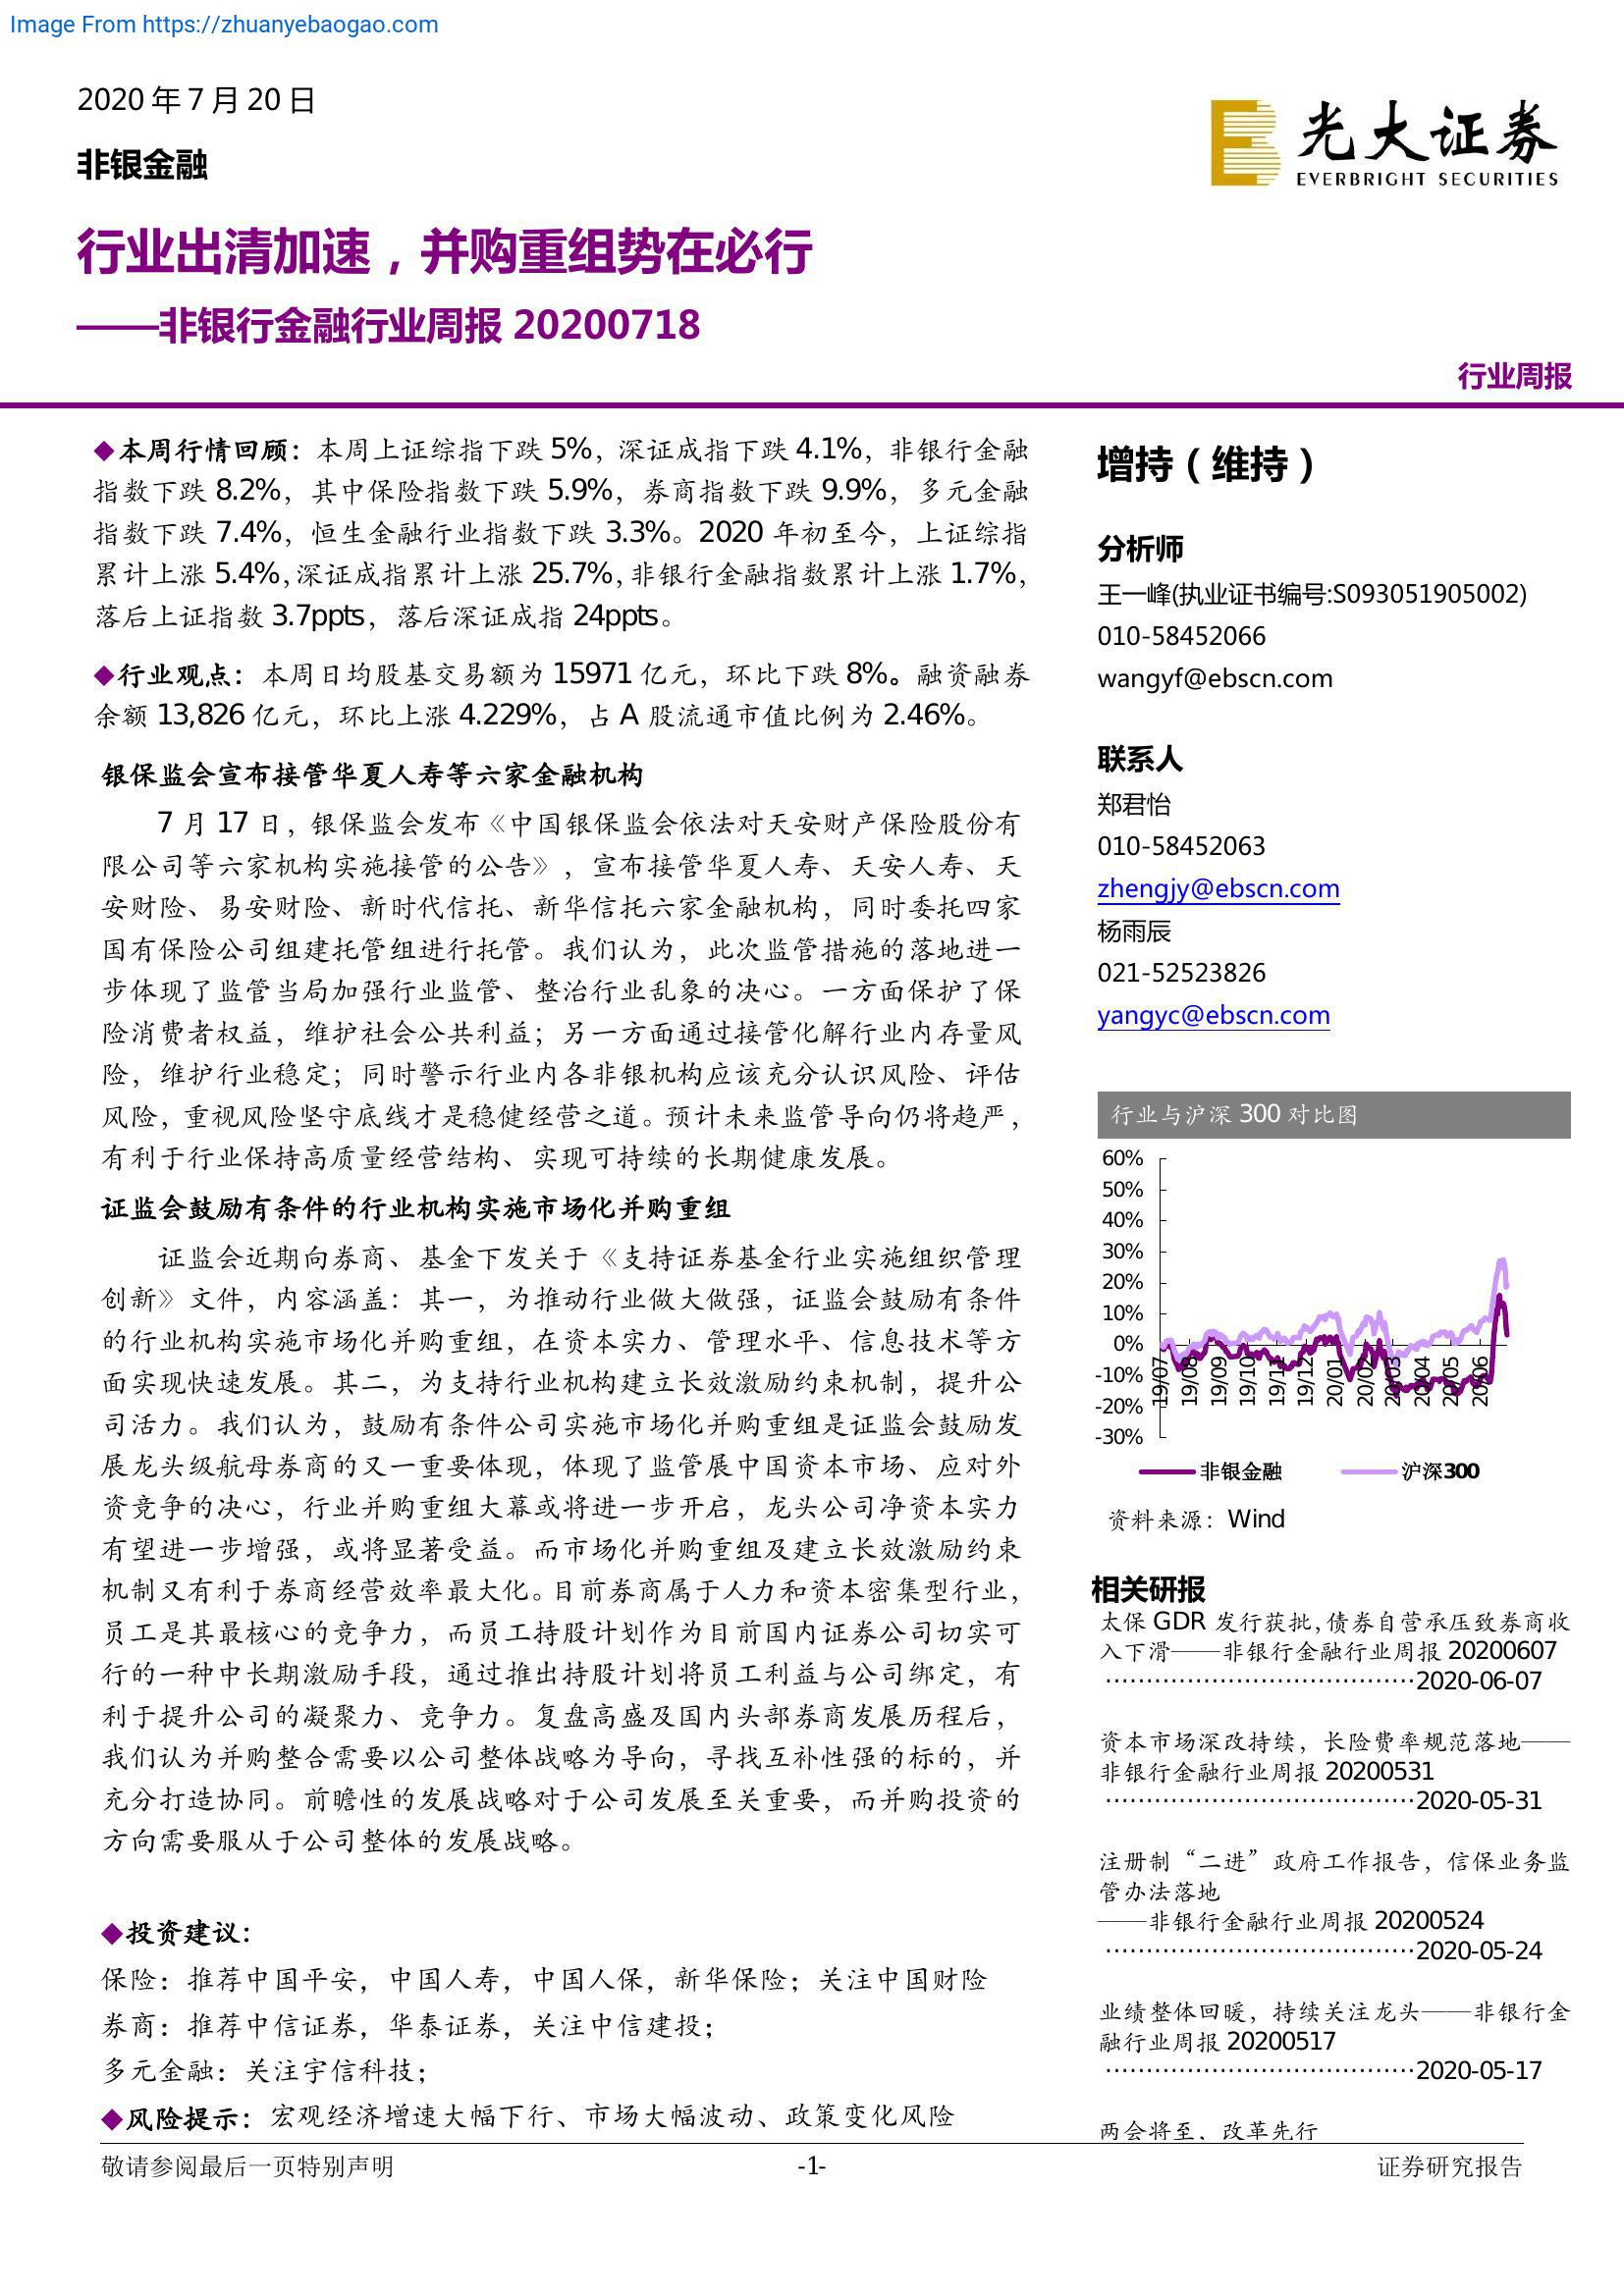 Image From https://zhuanyebaogao.com
2020 年 7 月 20 日
非银金融
光大证券
EVERBRIGHT SECURITIES
行业出清加速，并购重组势在必行
——非银行金融行业周报 20200718
行业周报
◆本周行情回顾：本周上证综指下跌 5%，深证成指下跌 4.1%，非银行金融
指数下跌 8.2%，其中保险指数下跌 5.9%，券商指数下跌 9.9%，多元金融
指数下跌 7.4%，恒生金融行业指数下跌 3.3%。2020 年初至今，上证综指
累计上涨 5.4%，深证成指累计上涨 25.7%，非银行金融指数累计上涨 1.7%，
落后上证指数 3.7ppts，落后深证成指 24ppts。
◆行业观点：本周日均股基交易额为 15971 亿元，环比下跌 8%。融资融券
余额 13,826 亿元，环比上涨 4.229%，占 A 股流通市值比例为 2.46%。
银保监会宣布接管华夏人寿等六家金融机构
7 月 17 日，银保监会发布《中国银保监会依法对天安财产保险股份有
限公司等六家机构实施接管的公告》，宣布接管华夏人寿、天安人寿、天
安财险、易安财险、新时代信托、新华信托六家金融机构，同时委托四家
国有保险公司组建托管组进行托管。我们认为，此次监管措施的落地进一
步体现了监管当局加强行业监管、整治行业乱象的决心。一方面保护了保
险消费者权益，维护社会公共利益；另一方面通过接管化解行业内存量风
险，维护行业稳定；同时警示行业内各非银机构应该充分认识风险、评估
风险，重视风险坚守底线才是稳健经营之道。预计未来监管导向仍将趋严，
有利于行业保持高质量经营结构、实现可持续的长期健康发展。
证监会鼓励有条件的行业机构实施市场化并购重组
证监会近期向券商、基金下发关于《支持证券基金行业实施组织管理
创新》文件，内容涵盖：其一，为推动行业做大做强，证监会鼓励有条件
的行业机构实施市场化并购重组，在资本实力、管理水平、信息技术等方
面实现快速发展。其二，为支持行业机构建立长效激励约束机制，提升公
司活力。我们认为，鼓励有条件公司实施市场化并购重组是证监会鼓励发
展龙头级航母券商的又一重要体现，体现了监管展中国资本市场、应对外
资竞争的决心，行业并购重组大幕或将进一步开启，龙头公司净资本实力
有望进一步增强，或将显著受益。而市场化并购重组及建立长效激励约束
机制又有利于券商经营效率最大化。目前券商属于人力和资本密集型行业，
员工是其最核心的竞争力，而员工持股计划作为目前国内证券公司切实可
行的一种中长期激励手段，通过推出持股计划将员工利益与公司绑定，有
利于提升公司的凝聚力、竞争力。复盘高盛及国内头部券商发展历程后，
我们认为并购整合需要以公司整体战略为导向，寻找互补性强的标的，并
充分打造协同。前瞻性的发展战略对于公司发展至关重要，而并购投资的
方向需要服从于公司整体的发展战略。
◆投资建议：
保险：推荐中国平安，中国人寿，中国人保，新华保险；关注中国财险
券商：推荐中信证券，华泰证券，关注中信建投；
多元金融：关注宇信科技；
◆风险提示：宏观经济增速大幅下行、市场大幅波动、政策变化风险
增持（维持）
分析师
王一峰(执业证书编号:S093051905002)
010-58452066
wangyf@ebscn.com
联系人
郑君怡
010-58452063
zhengjy@ebscn.com
杨雨辰
021-52523826
yangyc@ebscn.com
行业与沪深 300 对比图
60%
50%
40%
30%
20%
10%
0%
-10%
-20%
-30%
19/07 19/08 19/09 19/10 19/11 19/12 20/01 20/02 20/03 20/04 20/05 20/06
非银金融 沪深300
资料来源：Wind
相关研报
太保 GDR 发行获批，债券自营承压致券商收
入下滑——非银行金融行业周报 20200607
······································2020-06-07
资本市场深改持续，长险费率规范落地——
非银行金融行业周报 20200531
······································2020-05-31
注册制“二进”政府工作报告，信保业务监
管办法落地
——非银行金融行业周报 20200524
······································2020-05-24
业绩整体回暖，持续关注龙头——非银行金
融行业周报 20200517
······································2020-05-17
两会将至，改革先行
敬请参阅最后一页特别声明 -1- 证券研究报告